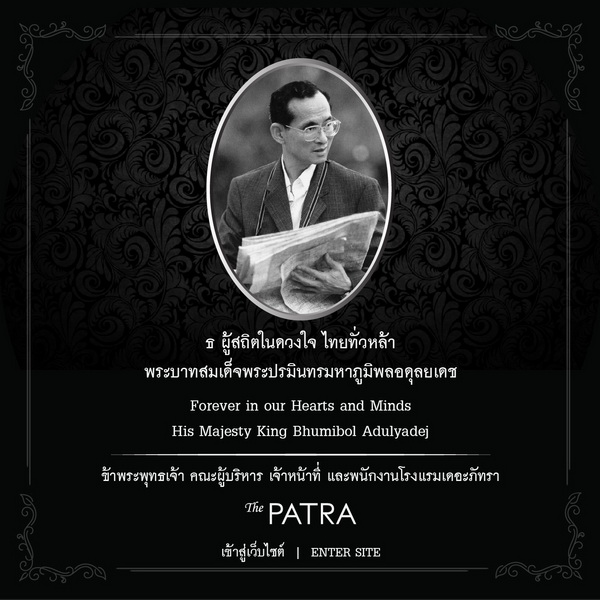 ธ ผู้สถิตในดวงใจ ไทยทั่วหล้า
พระบาทสมเด็จพระปรมินทรมหาภูมิพลอดุลยเดช
Forever in our Hearts and Minds
His Majesty King Bhumibol Adulyadej
ข้าพระพุทธเจ้า คณะผู้บริหาร เจ้าหน้าที่ และพนักงานโรงแรมเดอะภัทรา
The PATRA
เข้าสู่เว็บไซต์ | ENTER SITE